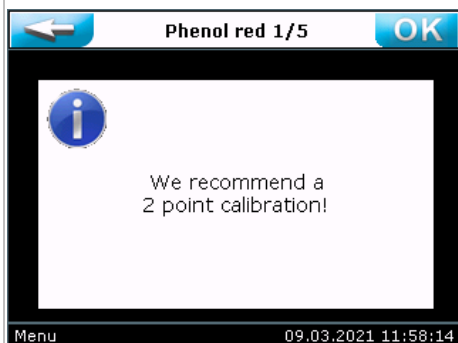 Phenol red 1/5
OK
i
We recommend a
2 point calibration!
Menu
09.03.2021 11:58:14